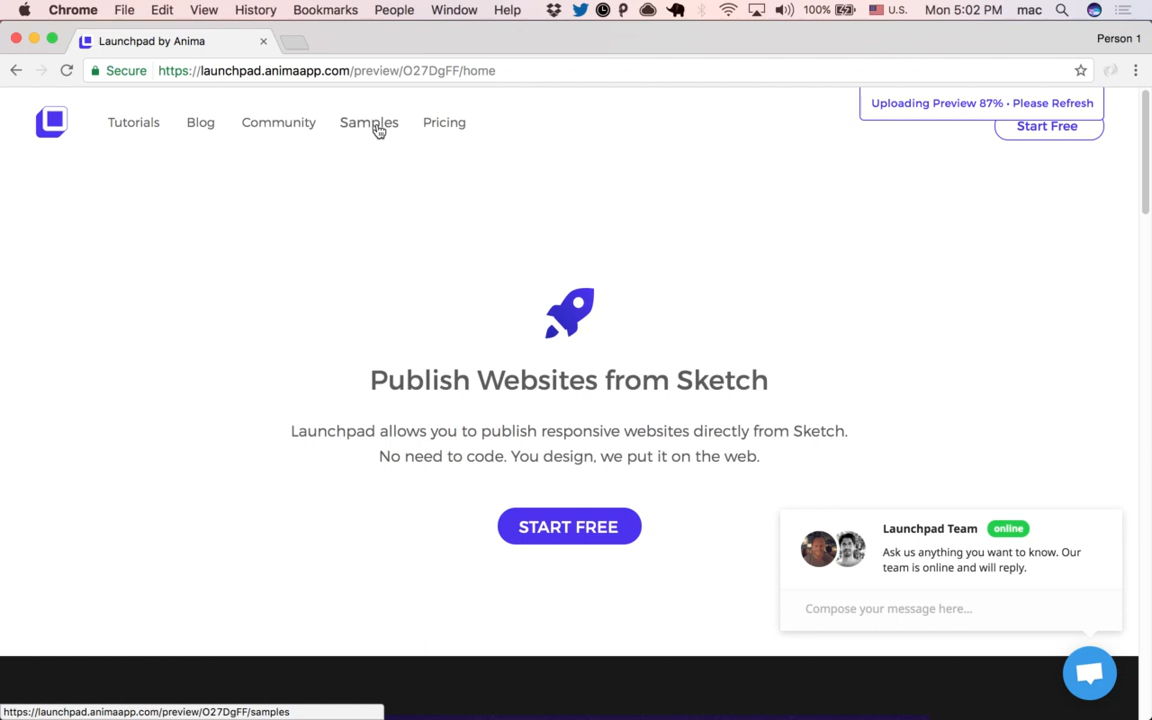 Chrome File Edit View History Bookmarks People Window Help 100% U.S. Mon 5:02 PM mac
Launchpad by Anima
Person 1
Secure https://launchpad.animaapp.com/preview/O27DgFF/home
Uploading Preview 87% • Please Refresh
Tutorials Blog Community Samples Pricing
Start Free
Publish Websites from Sketch
Launchpad allows you to publish responsive websites directly from Sketch.
No need to code. You design, we put it on the web.
START FREE
Launchpad Team online
Ask us anything you want to know. Our
team is online and will reply.
Compose your message here...
https://launchpad.animaapp.com/preview/O27DgFF/samples